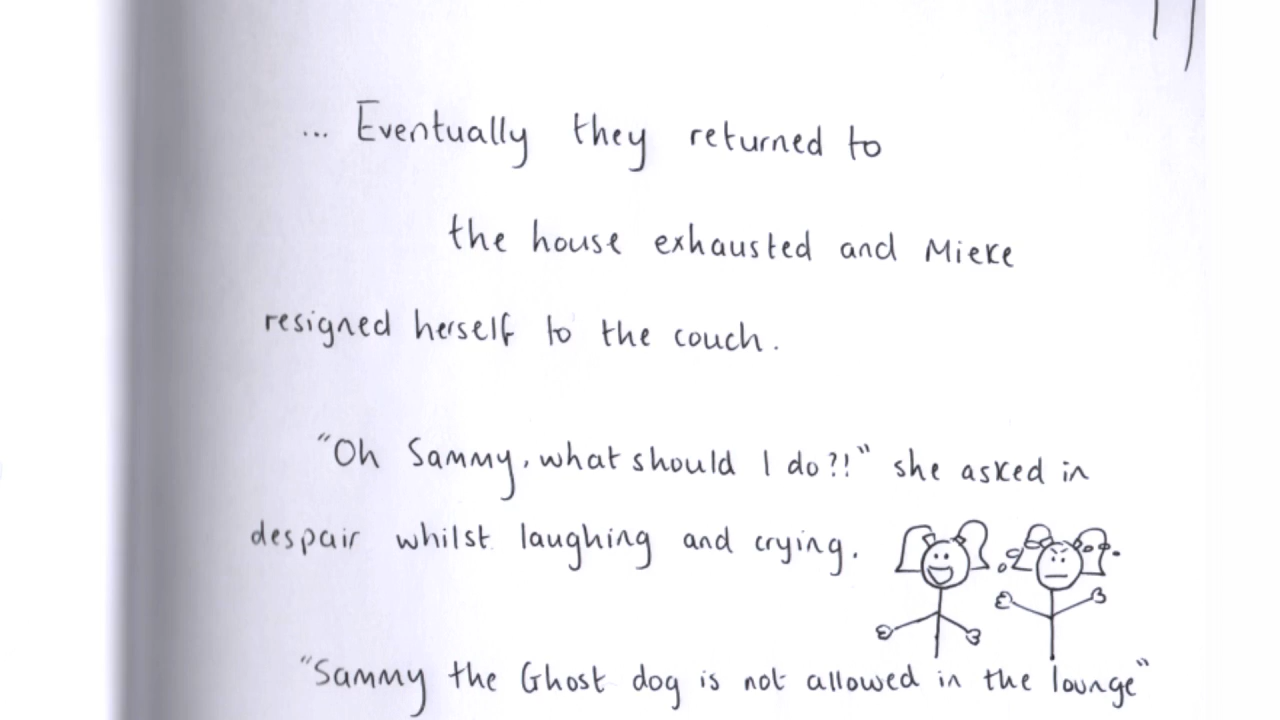 ... Eventually they returned to
the house exhausted and Mieke
resigned herself to the couch.
"Oh Sammy, what should I do?!" she asked in
despair whilst laughing and crying.
"Sammy the Ghost dog is not allowed in the lounge"